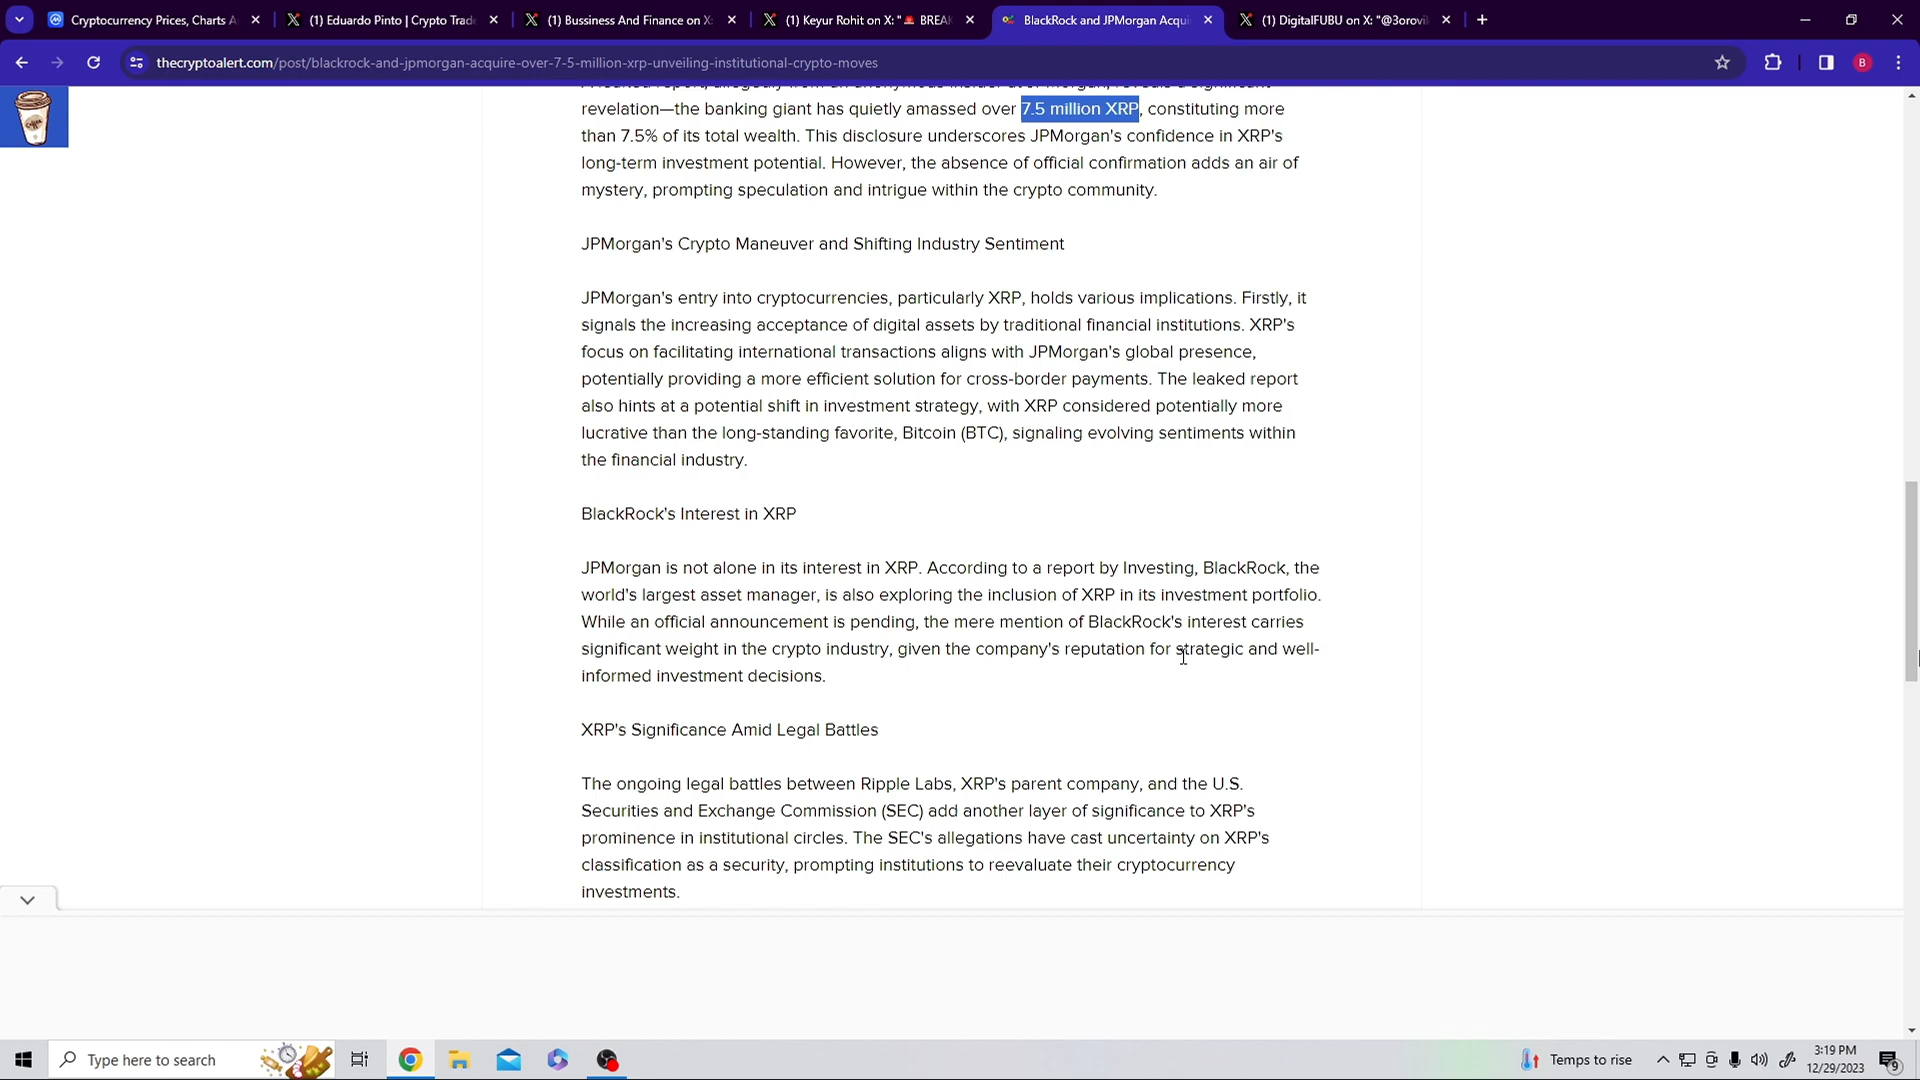 Cryptocurrency Prices, Charts A
(1) Eduardo Pinto | Crypto Trade
(1) Bussiness And Finance on X:
(1) Keyur Rohit on X: "🚨 BREAK
BlackRock and JPMorgan Acqui
(1) DigitalFUBU on X: "@3orovik
thecryptoalert.com/post/blackrock-and-jpmorgan-acquire-over-7-5-million-xrp-unveiling-institutional-crypto-moves
B
revelation—the banking giant has quietly amassed over 7.5 million XRP, constituting more
than 7.5% of its total wealth. This disclosure underscores JPMorgan's confidence in XRP's
long-term investment potential. However, the absence of official confirmation adds an air of
mystery, prompting speculation and intrigue within the crypto community.
JPMorgan's Crypto Maneuver and Shifting Industry Sentiment
JPMorgan's entry into cryptocurrencies, particularly XRP, holds various implications. Firstly, it
signals the increasing acceptance of digital assets by traditional financial institutions. XRP's
focus on facilitating international transactions aligns with JPMorgan's global presence,
potentially providing a more efficient solution for cross-border payments. The leaked report
also hints at a potential shift in investment strategy, with XRP considered potentially more
lucrative than the long-standing favorite, Bitcoin (BTC), signaling evolving sentiments within
the financial industry.
BlackRock's Interest in XRP
JPMorgan is not alone in its interest in XRP. According to a report by Investing, BlackRock, the
world's largest asset manager, is also exploring the inclusion of XRP in its investment portfolio.
While an official announcement is pending, the mere mention of BlackRock's interest carries
significant weight in the crypto industry, given the company's reputation for strategic and well-
informed investment decisions.
XRP's Significance Amid Legal Battles
The ongoing legal battles between Ripple Labs, XRP's parent company, and the U.S.
Securities and Exchange Commission (SEC) add another layer of significance to XRP's
prominence in institutional circles. The SEC's allegations have cast uncertainty on XRP's
classification as a security, prompting institutions to reevaluate their cryptocurrency
investments.
Type here to search
Temps to rise
3:19 PM
12/29/2023
9